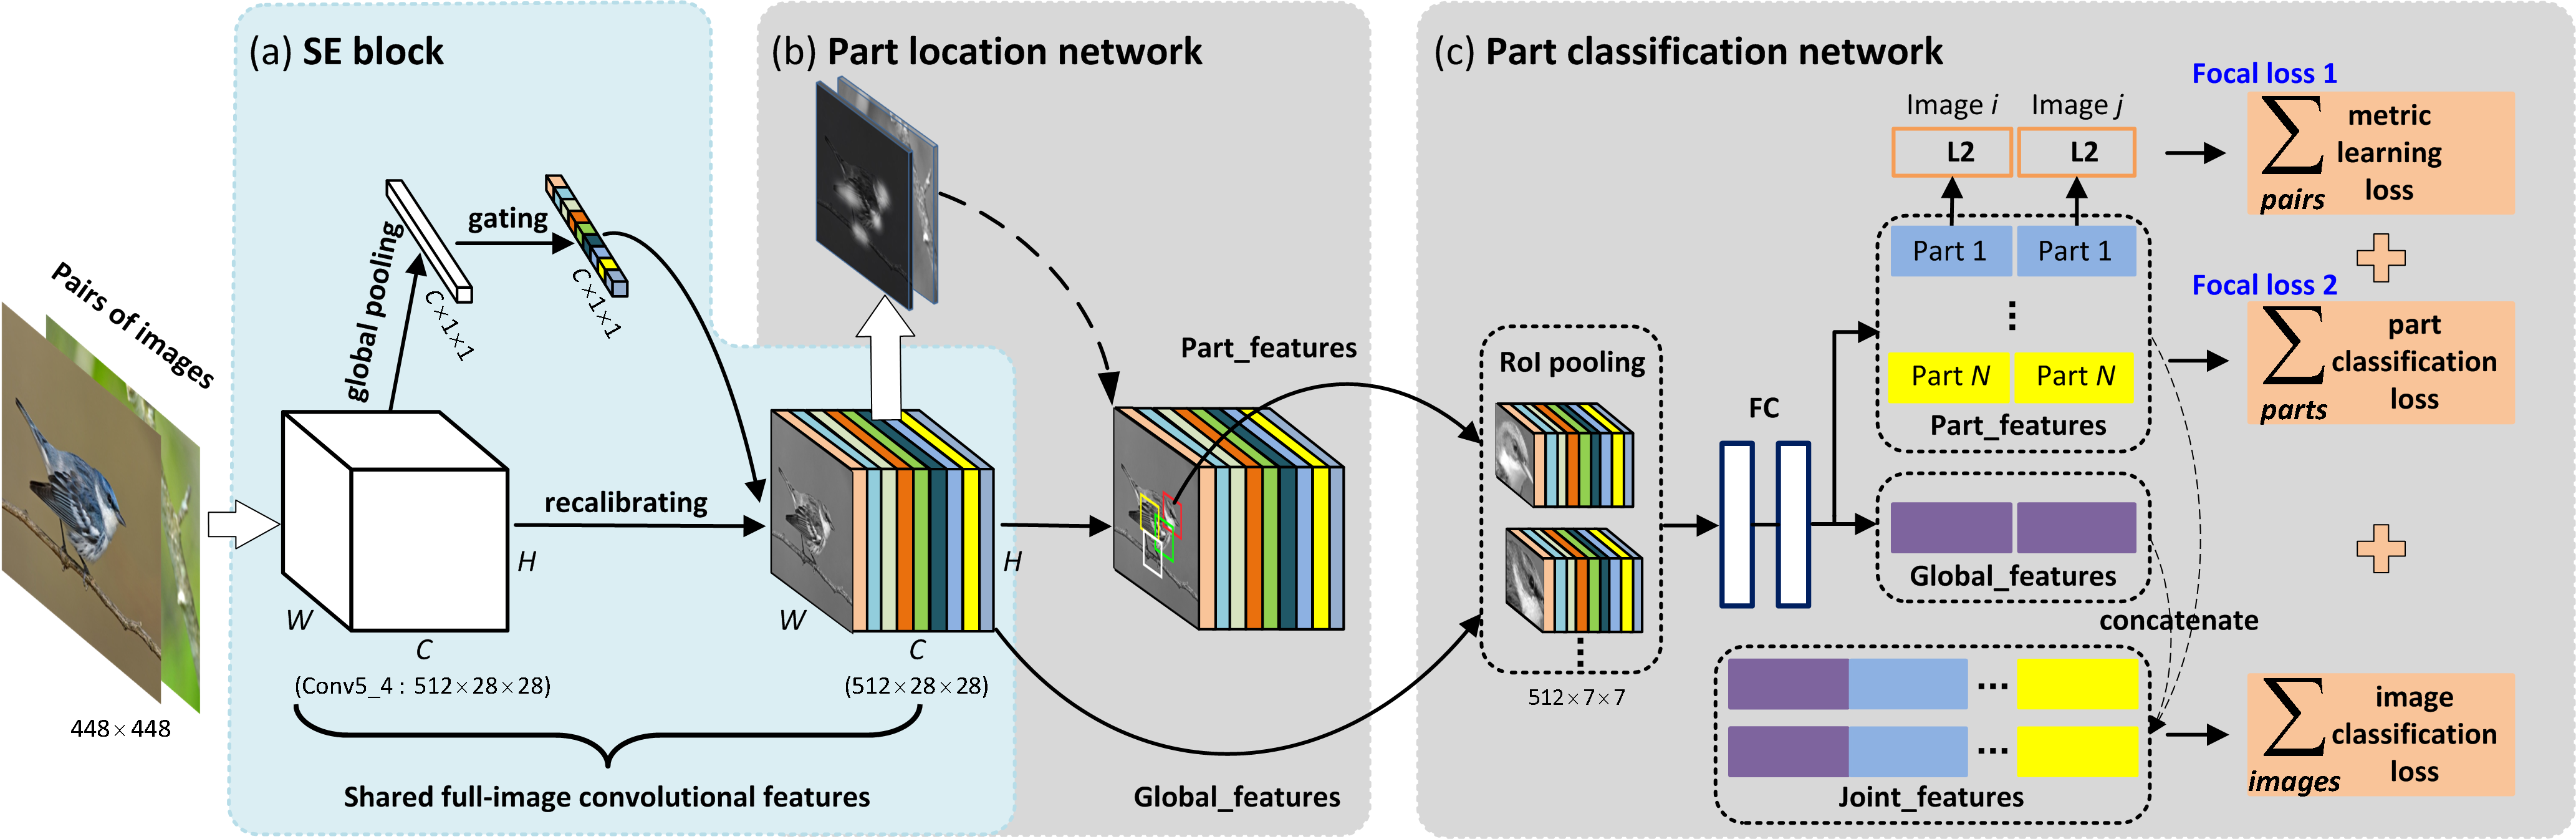 (a) SE block
(b) Part location network
(c) Part classification network
Pairs of images
448×448
global pooling
C×1×1
gating
C×1×1
recalibrating
H
W
C
(Conv5_4 : 512×28×28)
H
W
C
(512×28×28)
Shared full-image convolutional features
Part_features
Global_features
RoI pooling
512×7×7
FC
Image i
Image j
L2
L2
Part 1
Part 1
Part N
Part N
Part_features
Global_features
concatenate
Joint_features
Focal loss 1
∑ pairs
metric
learning
loss
Focal loss 2
∑ parts
part
classification
loss
∑ images
image
classification
loss